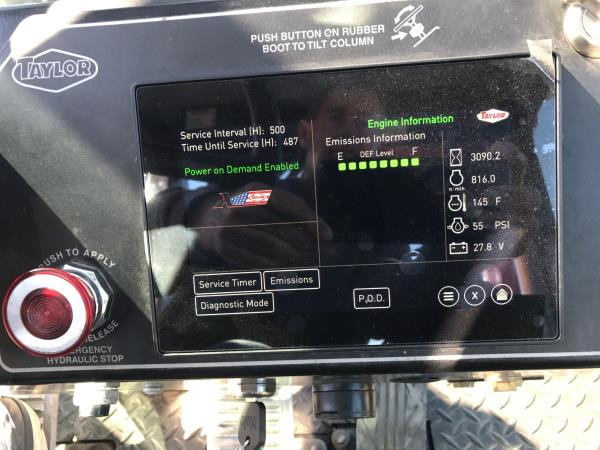 PUSH BUTTON ON RUBBER
BOOT TO TILT COLUMN
TAYLOR
Service Interval (H): 500
Time Until Service (H): 487
Power on Demand Enabled
Engine Information
TAYLOR
Emissions Information
E DEF Level F
3090.2
816.0
n/min
145 F
55 PSI
27.8 V
Service Timer
Emissions
Diagnostic Mode
P.O.D.
X
PUSH TO APPLY
RELEASE
EMERGENCY
HYDRAULIC STOP